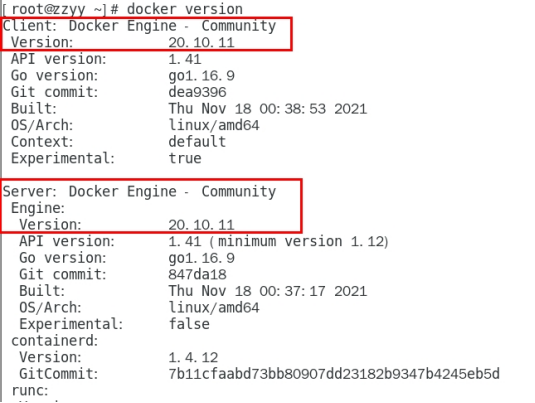 [root@zzyy ~]# docker version
Client: Docker Engine - Community
Version: 20.10.11
API version: 1.41
Go version: go1.16.9
Git commit: dea9396
Built: Thu Nov 18 00:38:53 2021
OS/Arch: linux/amd64
Context: default
Experimental: true
Server: Docker Engine - Community
Engine:
Version: 20.10.11
API version: 1.41 (minimum version 1.12)
Go version: go1.16.9
Git commit: 847da18
Built: Thu Nov 18 00:37:17 2021
OS/Arch: linux/amd64
Experimental: false
containerd:
Version: 1.4.12
GitCommit: 7b11cfaabd73bb80907dd23182b9347b4245eb5d
runc: